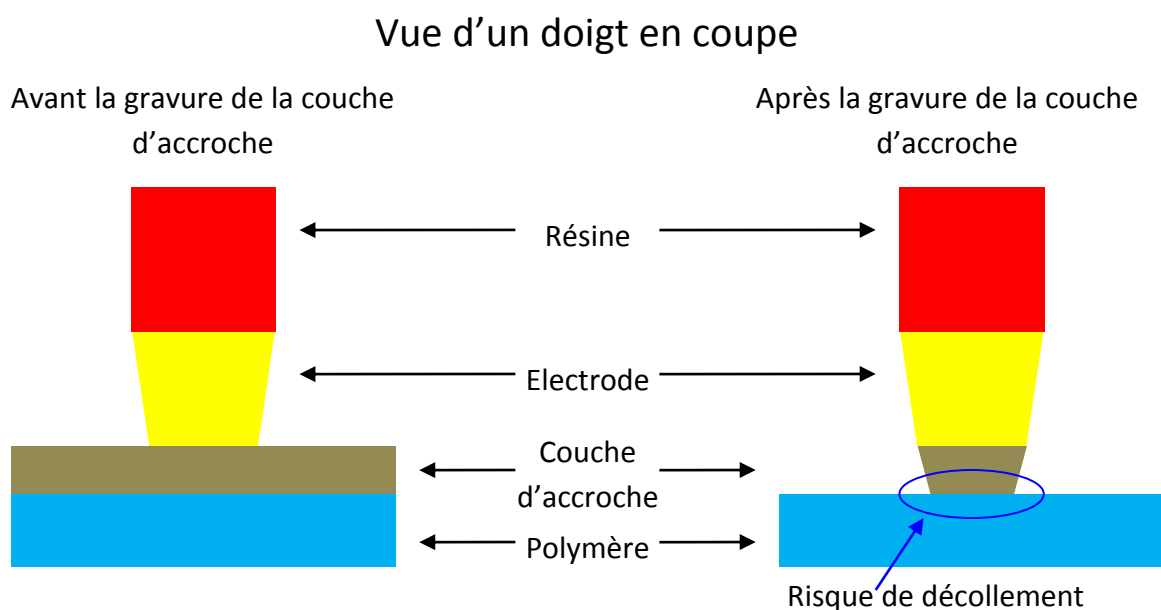 Vue d’un doigt en coupe
Avant la gravure de la couche
d’accroche
Après la gravure de la couche
d’accroche
Résine
Electrode
Couche
d’accroche
Polymère
Risque de décollement